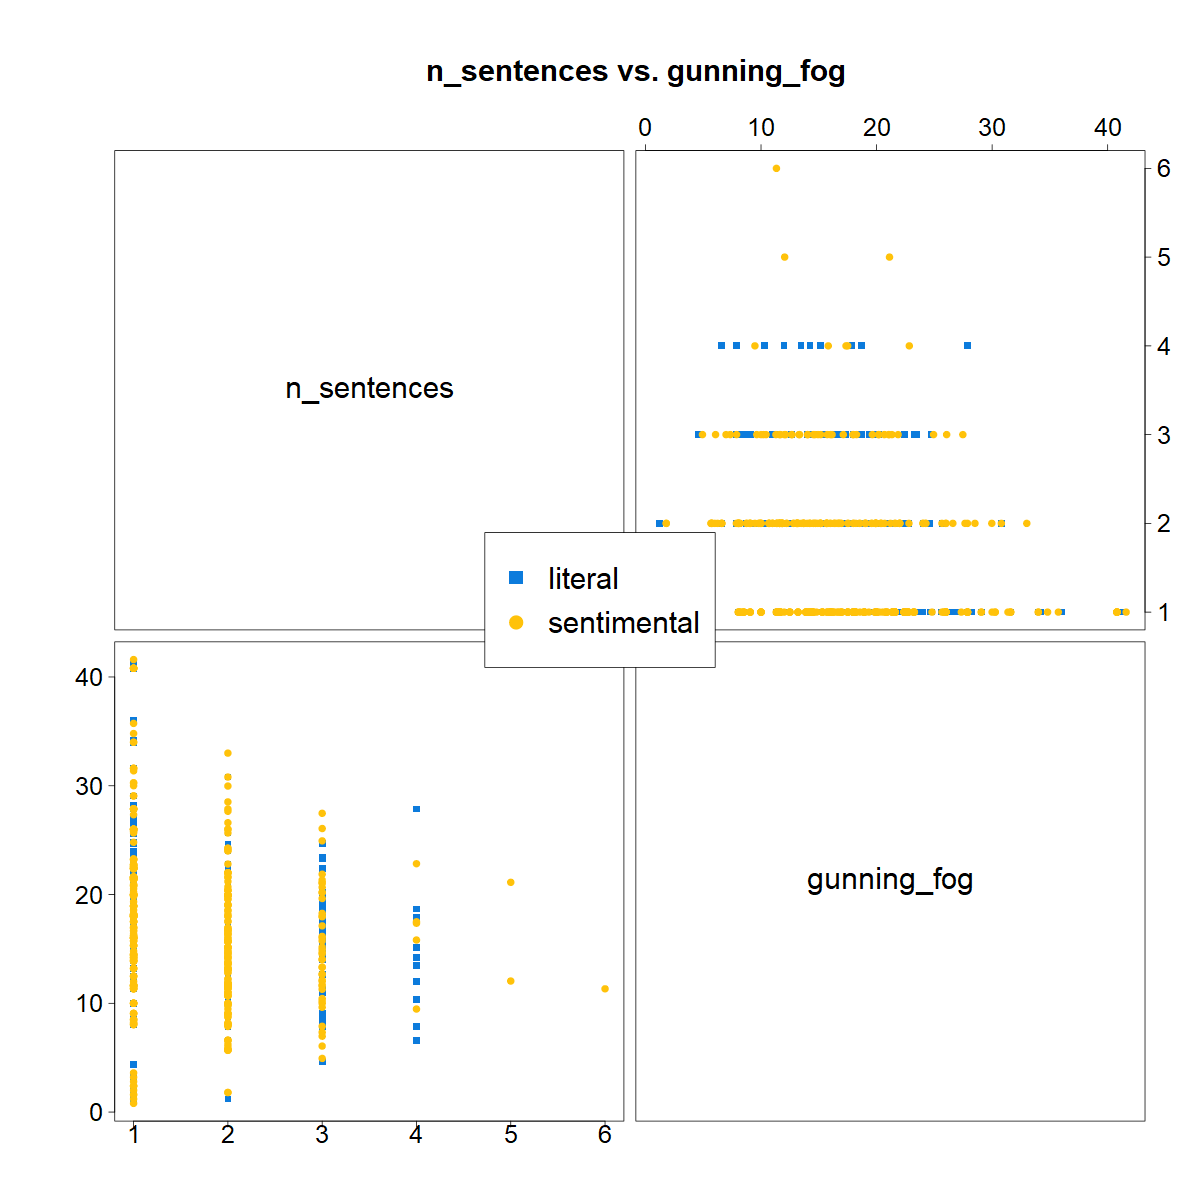 n_sentences vs. gunning_fog
0 10 20 30 40
6
5
4
3
2
1
n_sentences
literal
sentimental
40
30
20
10
0
gunning_fog
1 2 3 4 5 6